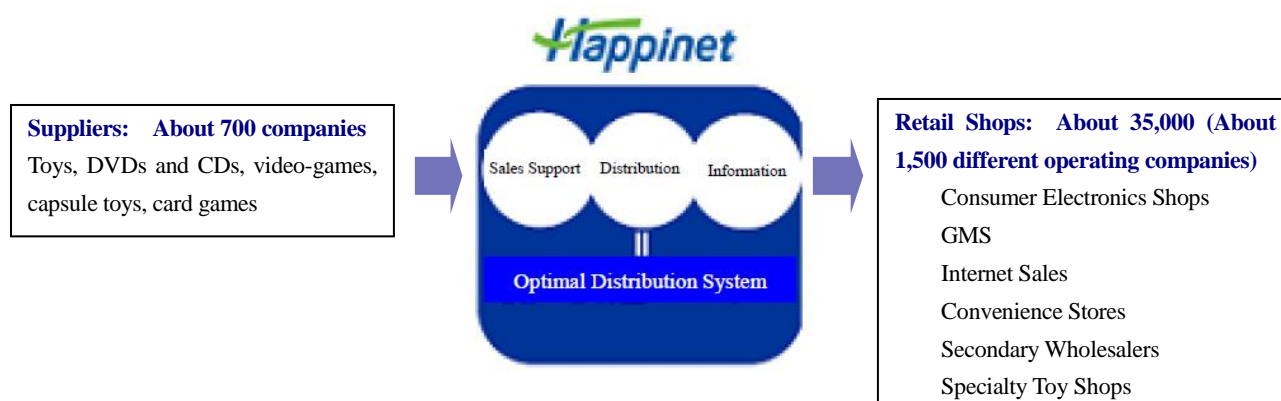 Happinet
Suppliers: About 700 companies
Toys, DVDs and CDs, video-games,
capsule toys, card games
Sales Support Distribution Information
Optimal Distribution System
Retail Shops: About 35,000 (About
1,500 different operating companies)
Consumer Electronics Shops
GMS
Internet Sales
Convenience Stores
Secondary Wholesalers
Specialty Toy Shops